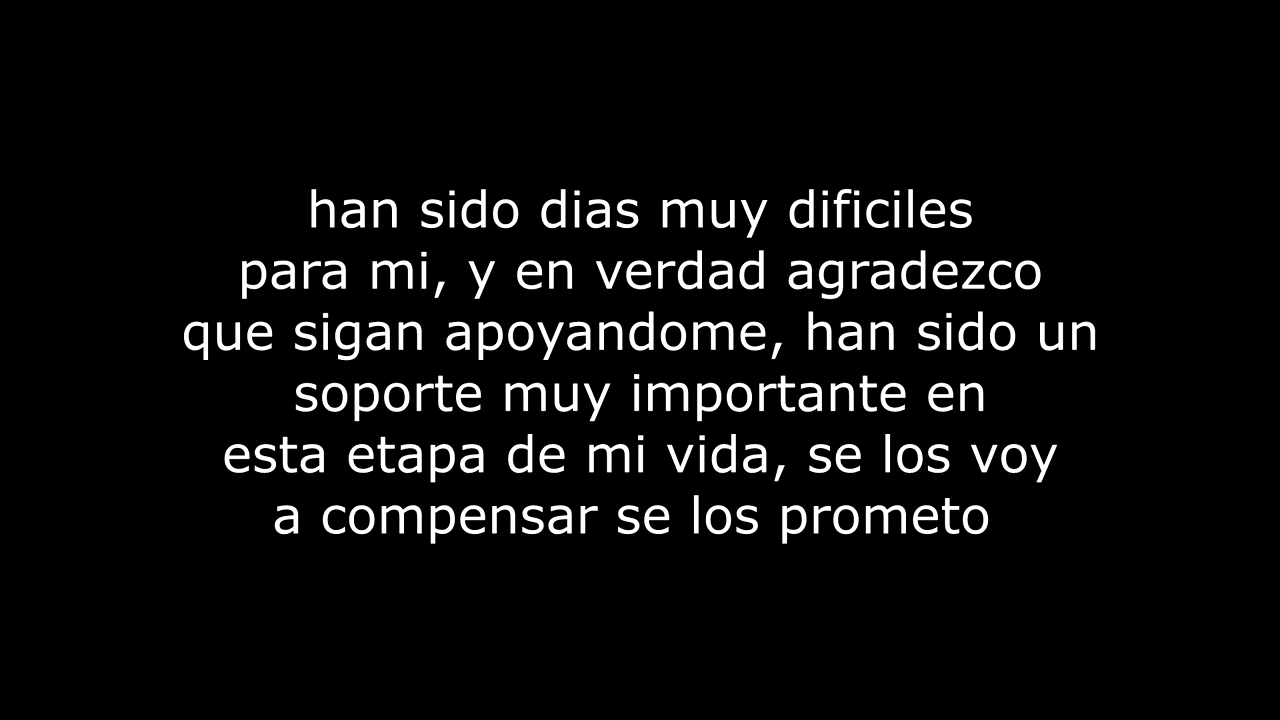 han sido dias muy dificiles
para mi, y en verdad agradezco
que sigan apoyandome, han sido un
soporte muy importante en
esta etapa de mi vida, se los voy
a compensar se los prometo